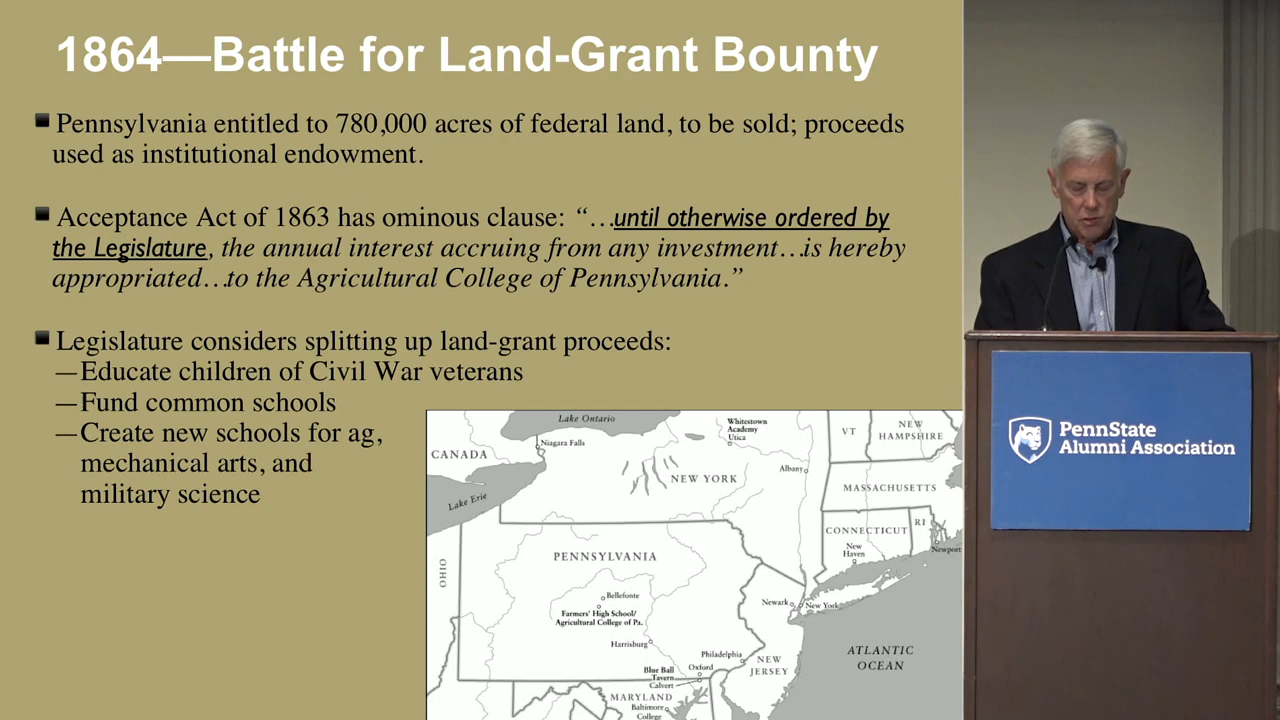 1864—Battle for Land-Grant Bounty
Pennsylvania entitled to 780,000 acres of federal land, to be sold; proceeds
used as institutional endowment.
Acceptance Act of 1863 has ominous clause: “…until otherwise ordered by
the Legislature, the annual interest accruing from any investment…is hereby
appropriated…to the Agricultural College of Pennsylvania.”
Legislature considers splitting up land-grant proceeds:
—Educate children of Civil War veterans
—Fund common schools
—Create new schools for ag,
mechanical arts, and
military science
Lake Ontario
Niagara Falls
CANADA
Lake Erie
Whitestown
Academy
Utica
Albany
NEW YORK
VT
NEW
HAMPSHIRE
MASSACHUSETTS
CONNECTICUT
RI
New
Haven
Newport
OHIO
PENNSYLVANIA
Bellefonte
Farmers' High School/
Agricultural College of Pa.
Harrisburg
Newark
New York
Philadelphia
Oxford
Blue Ball
Tavern
Calvert
NEW
JERSEY
MARYLAND
Baltimore
College
ATLANTIC
OCEAN
PennState
Alumni Association